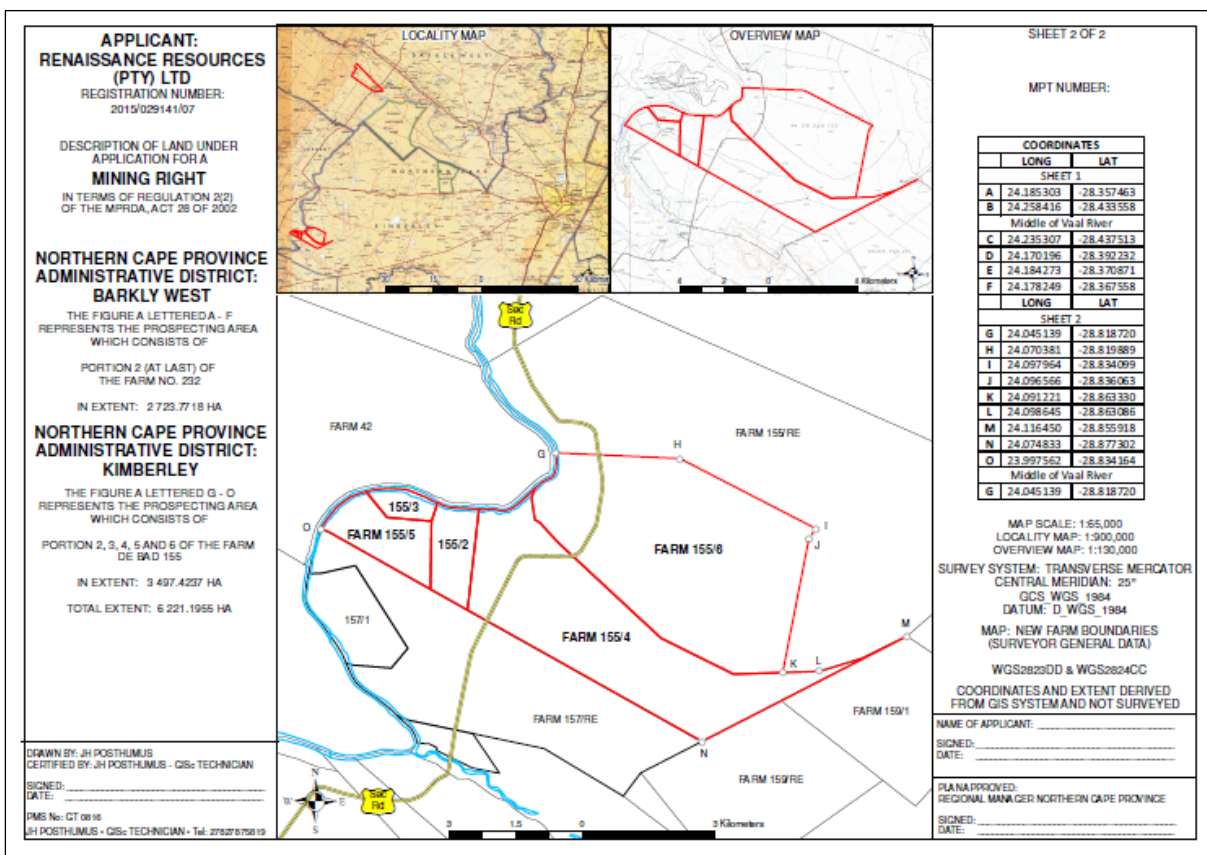 APPLICANT:
RENAISSANCE RESOURCES
(PTY) LTD
REGISTRATION NUMBER:
2015/029141/07
DESCRIPTION OF LAND UNDER
APPLICATION FOR A
MINING RIGHT
IN TERMS OF REGULATION 2(2)
OF THE MPRDA, ACT 28 OF 2002
NORTHERN CAPE PROVINCE
ADMINISTRATIVE DISTRICT:
BARKLY WEST
THE FIGURE A LETTERED A - F
REPRESENTS THE PROSPECTING AREA
WHICH CONSISTS OF
PORTION 2 (AT LAST) OF
THE FARM NO. 232
IN EXTENT: 2 723.7718 HA
NORTHERN CAPE PROVINCE
ADMINISTRATIVE DISTRICT:
KIMBERLEY
THE FIGURE A LETTERED G - O
REPRESENTS THE PROSPECTING AREA
WHICH CONSISTS OF
PORTION 2, 3, 4, 5 AND 6 OF THE FARM
DE BAD 155
IN EXTENT: 3 497.4237 HA
TOTAL EXTENT: 6 221.1955 HA
DRAWN BY: JH POSTHUMUS
CERTIFIED BY: JH POSTHUMUS - GISc TECHNICIAN
SIGNED:
DATE:
PMS No: GT 0816
JH POSTHUMUS - GISc TECHNICIAN - Tel: 27827875819
LOCALITY MAP
NORTHERN CAPE
KIMBERLEY
30 15 0 30 Kilometers
OVERVIEW MAP
4 2 0 4 Kilometers
Sec
Rd
FARM 42
G
H
FARM 155/RE
155/3
O
FARM 155/5
155/2
FARM 155/6
I
J
157/1
FARM 155/4
M
K
L
FARM 157/RE
FARM 159/1
N
FARM 159/RE
N
W E
S
Sec
Rd
3 1.5 0 3 Kilometers
SHEET 2 OF 2
MPT NUMBER:
COORDINATES
LONG LAT
SHEET 1
A 24.185303 -28.357463
B 24.258416 -28.433558
Middle of Vaal River
C 24.235307 -28.437513
D 24.170196 -28.392232
E 24.184273 -28.370871
F 24.178249 -28.367558
LONG LAT
SHEET 2
G 24.045139 -28.818720
H 24.070381 -28.819889
I 24.097964 -28.834099
J 24.096566 -28.836063
K 24.091221 -28.863330
L 24.098645 -28.863086
M 24.116450 -28.855918
N 24.074833 -28.877302
O 23.997562 -28.834164
Middle of Vaal River
G 24.045139 -28.818720
MAP SCALE: 1:65,000
LOCALITY MAP: 1:900,000
OVERVIEW MAP: 1:130,000
SURVEY SYSTEM: TRANSVERSE MERCATOR
CENTRAL MERIDIAN: 25°
GCS_WGS_1984
DATUM: D_WGS_1984
MAP: NEW FARM BOUNDARIES
(SURVEYOR GENERAL DATA)
WGS2823DD & WGS2824CC
COORDINATES AND EXTENT DERIVED
FROM GIS SYSTEM AND NOT SURVEYED
NAME OF APPLICANT:
SIGNED:
DATE:
PLAN APPROVED:
REGIONAL MANAGER NORTHERN CAPE PROVINCE
SIGNED:
DATE: